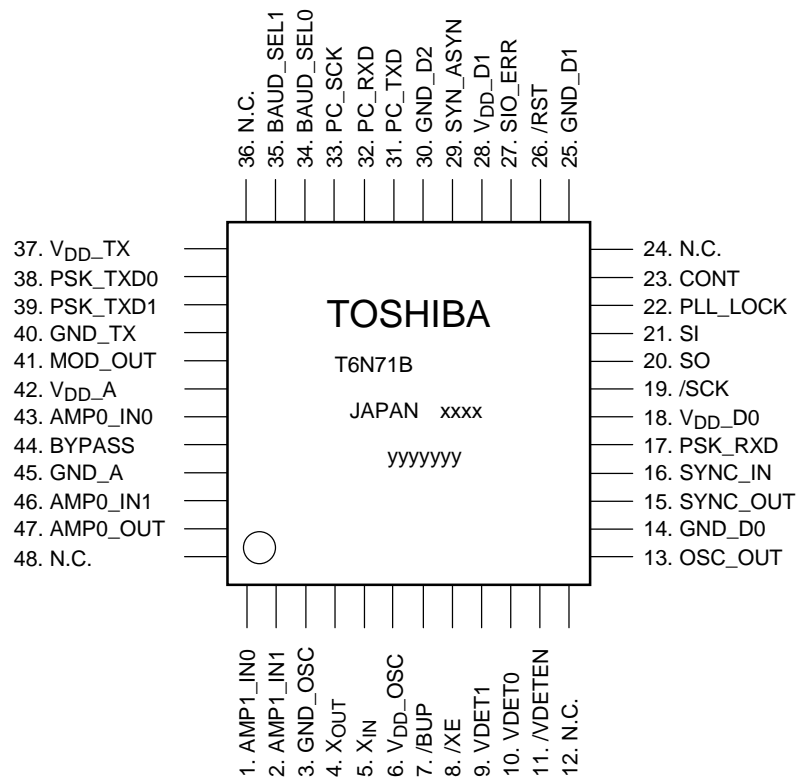 36. N.C.
35. BAUD_SEL1
34. BAUD_SEL0
33. PC_SCK
32. PC_RXD
31. PC_TXD
30. GND_D2
29. SYN_ASYN
28. VDD_D1
27. SIO_ERR
26. /RST
25. GND_D1
37. VDD_TX
38. PSK_TXD0
39. PSK_TXD1
40. GND_TX
41. MOD_OUT
42. VDD_A
43. AMP0_IN0
44. BYPASS
45. GND_A
46. AMP0_IN1
47. AMP0_OUT
48. N.C.
TOSHIBA
T6N71B
JAPAN xxxx
yyyyyyy
24. N.C.
23. CONT
22. PLL_LOCK
21. SI
20. SO
19. /SCK
18. VDD_D0
17. PSK_RXD
16. SYNC_IN
15. SYNC_OUT
14. GND_D0
13. OSC_OUT
1. AMP1_IN0
2. AMP1_IN1
3. GND_OSC
4. XOUT
5. XIN
6. VDD_OSC
7. /BUP
8. /XE
9. VDET1
10. VDET0
11. /VDETEN
12. N.C.